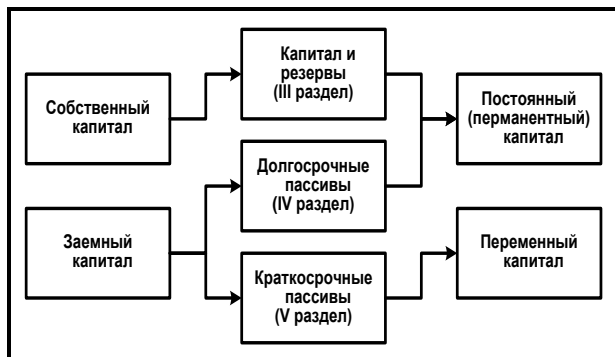 Собственный
капитал
Заемный
капитал
Капитал и
резервы
(III раздел)
Долгосрочные
пассивы
(IV раздел)
Краткосрочные
пассивы
(V раздел)
Постоянный
(перманентный)
капитал
Переменный
капитал